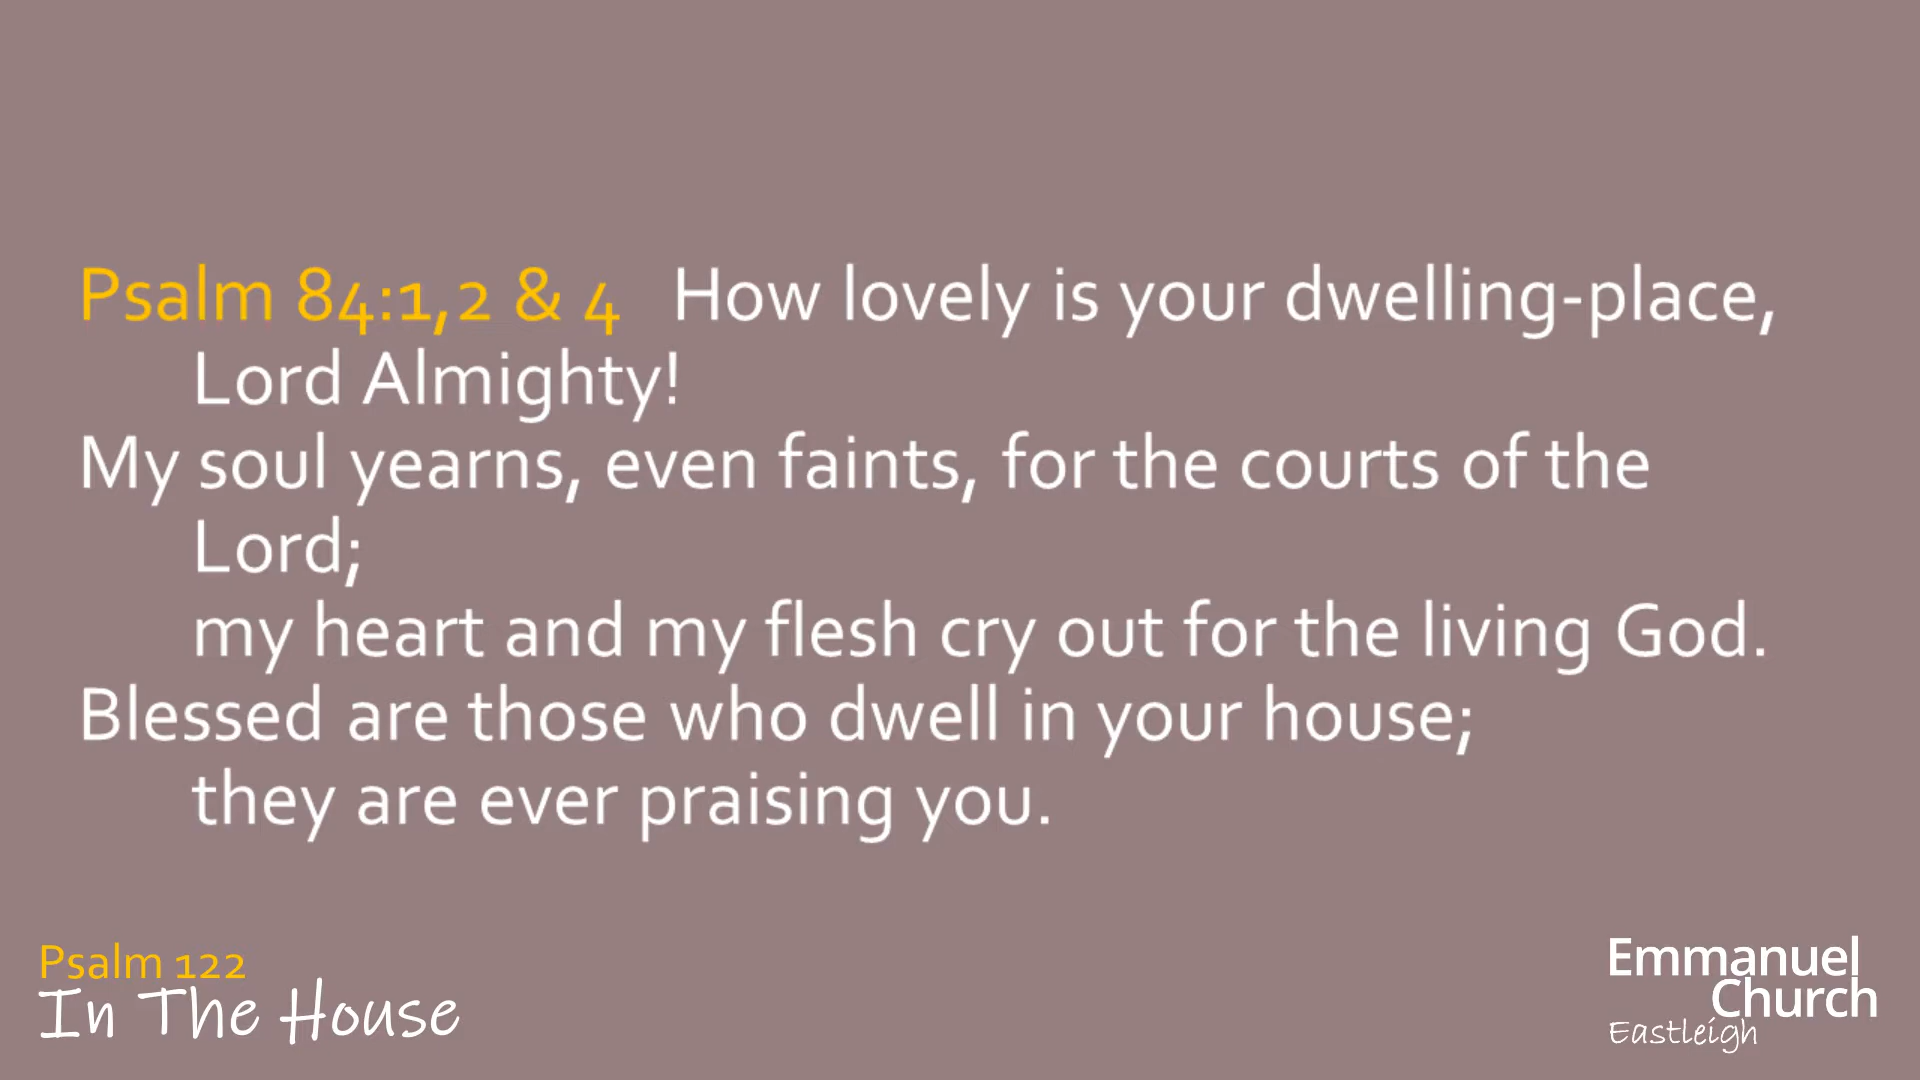 Psalm 84:1,2 & 4 How lovely is your dwelling-place,
Lord Almighty!
My soul yearns, even faints, for the courts of the
Lord;
my heart and my flesh cry out for the living God.
Blessed are those who dwell in your house;
they are ever praising you.
Psalm 122
In The House
Emmanuel
Church
Eastleigh